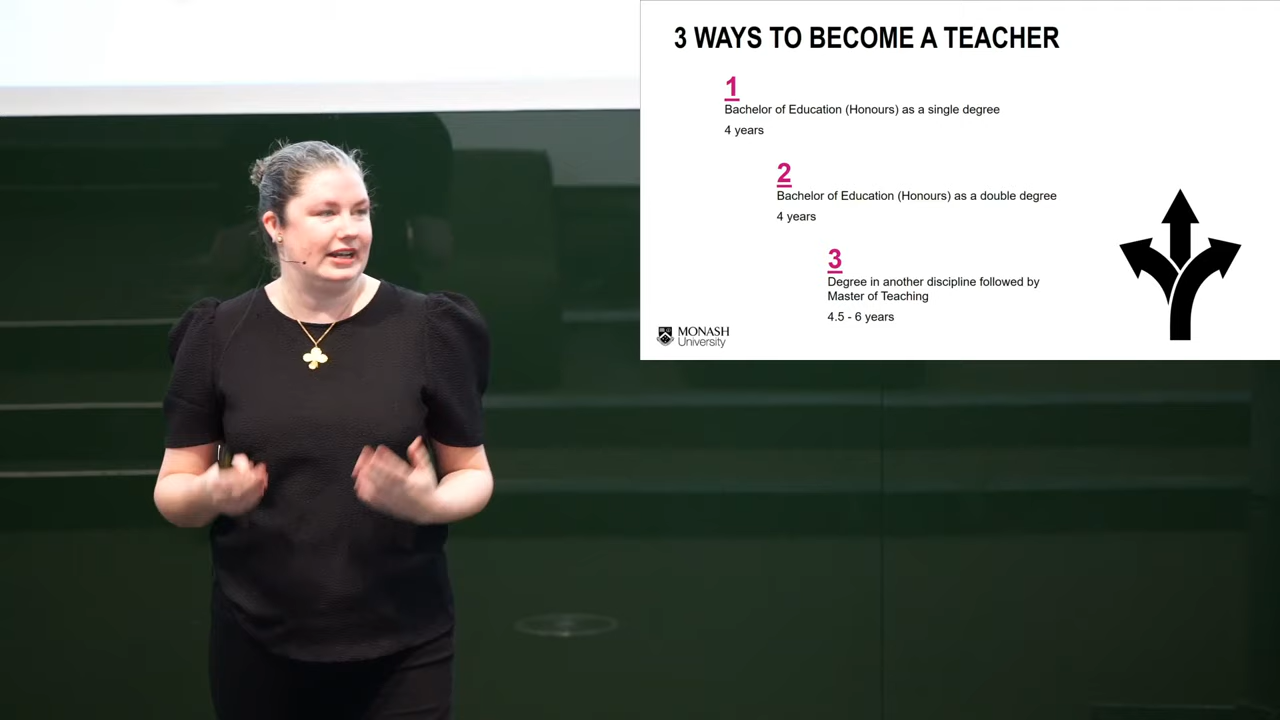 3 WAYS TO BECOME A TEACHER
1
Bachelor of Education (Honours) as a single degree
4 years
2
Bachelor of Education (Honours) as a double degree
4 years
3
Degree in another discipline followed by
Master of Teaching
4.5 - 6 years
MONASH
University